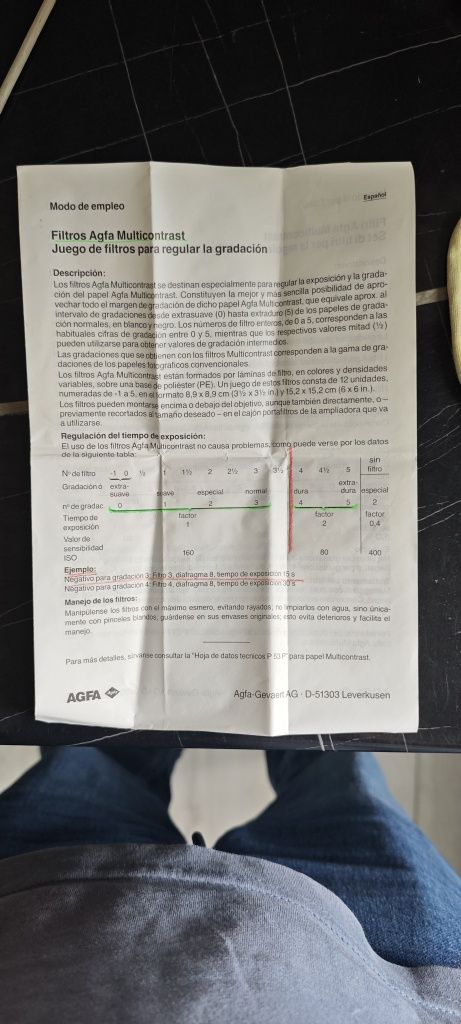 Español
Modo de empleo
Filtros Agfa Multicontrast
Juego de filtros para regular la gradación
Descripción:
Los filtros Agfa Multicontrast se destinan especialmente para regular la exposición y la grada-
ción del papel Agfa Multicontrast. Constituyen la mejor y más sencilla posibilidad de apro-
vechar todo el margen de gradación de dicho papel Agfa Multicontrast, que equivale aprox. al
intervalo de gradaciones desde extrasuave (0) hasta extraduro (5) de los papeles de grada-
ción normales, en blanco y negro. Los números de filtro enteros, de 0 a 5, corresponden a las
habituales cifras de gradación entre 0 y 5, mientras que los respectivos valores mitad (½)
pueden utilizarse para obtener valores de gradación intermedios.
Las gradaciones que se obtienen con los filtros Multicontrast corresponden a la gama de gra-
daciones de los papeles fotográficos convencionales.
Los filtros Agfa Multicontrast están formados por láminas de filtro, en colores y densidades
variables, sobre una base de poliéster (PE). Un juego de estos filtros consta de 12 unidades,
numeradas de -1 a 5, en el formato 8,9 x 8,9 cm (3½ x 3½ in.) y 15,2 x 15,2 cm (6 x 6 in.).
Los filtros pueden montarse encima o debajo del objetivo, aunque también directamente, o –
previamente recortados al tamaño deseado – en el cajón portafiltros de la ampliadora que va
a utilizarse.
Regulación del tiempo de exposición:
El uso de los filtros Agfa Multicontrast no causa problemas, como puede verse por los datos
de la siguiente tabla:
Nº de filtro -1 0 ½ 1 1½ 2 2½ 3 3½ 4 4½ 5 sin filtro
Gradación ó extra-suave suave especial normal dura extra-dura especial
nº de gradac. 0 1 2 3 4 5 2
Tiempo de exposición factor 1 factor 2 factor 0,4
Valor de sensibilidad ISO 160 80 400
Ejemplo:
Negativo para gradación 3: Filtro 3, diafragma 8, tiempo de exposición 15 s
Negativo para gradación 4: Filtro 4, diafragma 8, tiempo de exposición 30 s
Manejo de los filtros:
Manipúlense los filtros con el máximo esmero, evitando rayados; no limpiarlos con agua, sino única-
mente con pinceles blandos; guárdense en sus envases originales; esto evita deterioros y facilita el
manejo.
Para más detalles, sírvanse consultar la "Hoja de datos técnicos P 53 P" para papel Multicontrast.
AGFA
Agfa-Gevaert AG · D-51303 Leverkusen